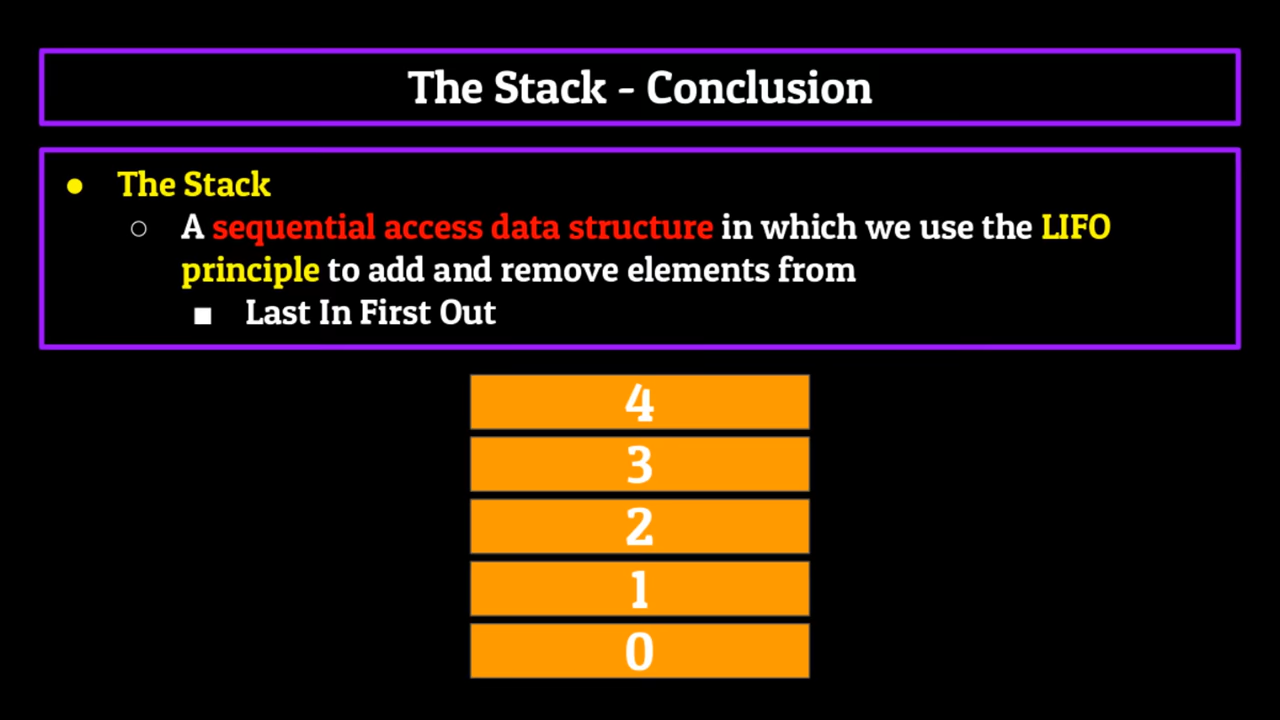 The Stack - Conclusion
● The Stack
○ A sequential access data structure in which we use the LIFO
principle to add and remove elements from
■ Last In First Out
4
3
2
1
0